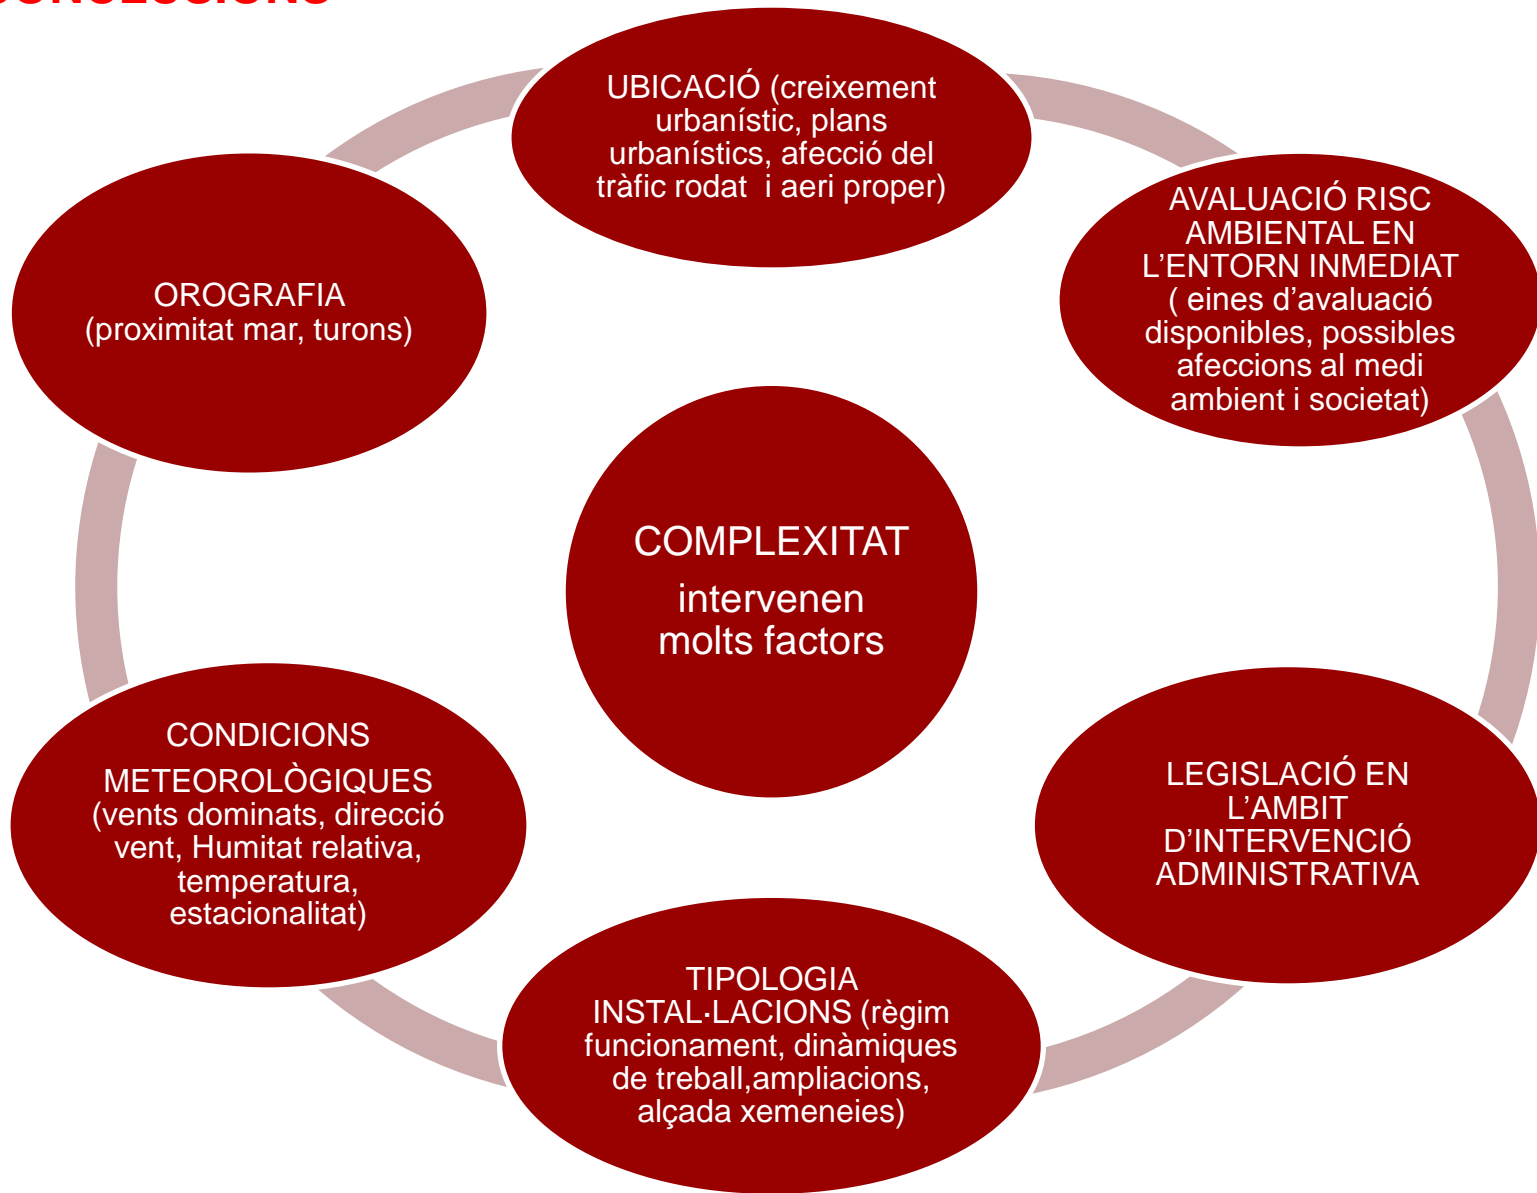 CONCLUSIONS
UBICACIÓ (creixement
urbanístic, plans
urbanístics, afecció del
tràfic rodat  i aeri proper)
AVALUACIÓ RISC
AMBIENTAL EN
L’ENTORN INMEDIAT
( eines d’avaluació
disponibles, possibles
afeccions al medi
ambient i societat)
OROGRAFIA
(proximitat mar, turons)
COMPLEXITAT
intervenen
molts factors
CONDICIONS
METEOROLÒGIQUES
(vents dominats, direcció
vent, Humitat relativa,
temperatura,
estacionalitat)
LEGISLACIÓ EN
L’AMBIT
D’INTERVENCIÓ
ADMINISTRATIVA
TIPOLOGIA
INSTAL·LACIONS (règim
funcionament, dinàmiques
de treball,ampliacions,
alçada xemeneies)